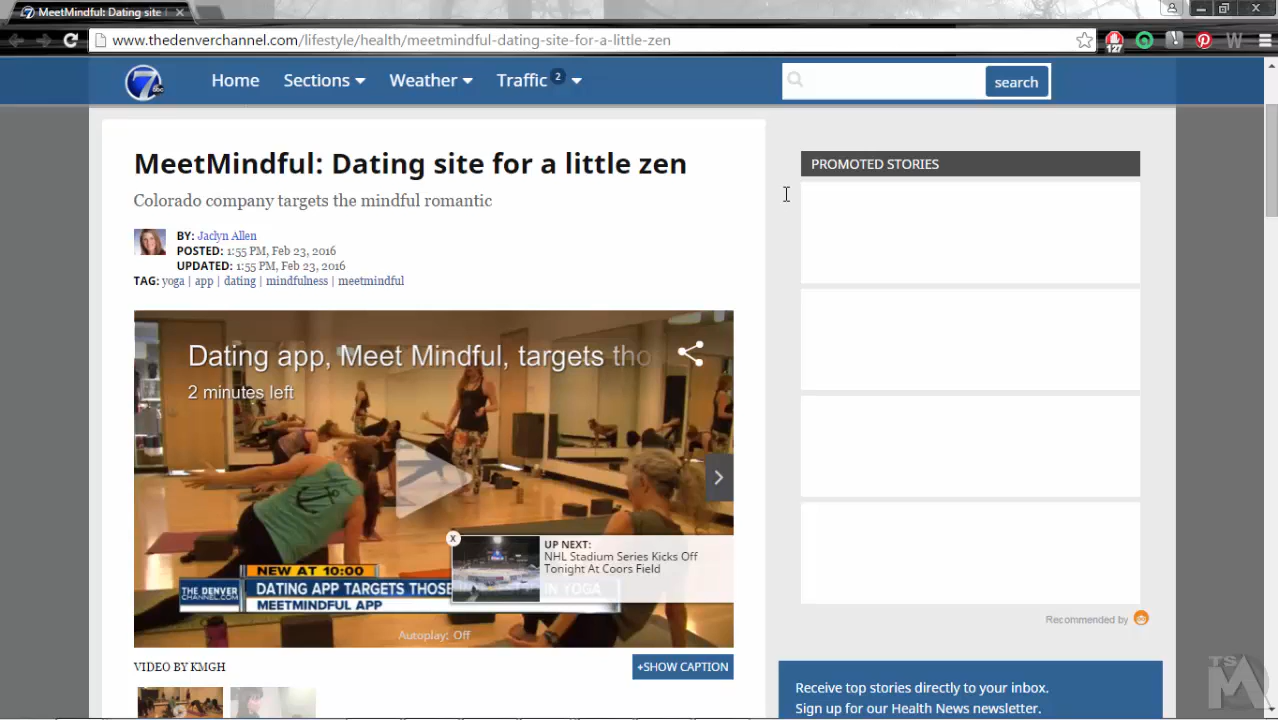 MeetMindful: Dating site
www.thedenverchannel.com/lifestyle/health/meetmindful-dating-site-for-a-little-zen
127
W
7 abc
Home Sections Weather Traffic 2
search
MeetMindful: Dating site for a little zen
Colorado company targets the mindful romantic
BY: Jaclyn Allen
POSTED: 1:55 PM, Feb 23, 2016
UPDATED: 1:55 PM, Feb 23, 2016
TAG: yoga | app | dating | mindfulness | meetmindful
Dating app, Meet Mindful, targets tho
2 minutes left
X
UP NEXT:
NHL Stadium Series Kicks Off
Tonight At Coors Field
NEW AT 10:00
THE DENVER
CHANNEL.COM
DATING APP TARGETS THOSE IN YOGA
MEETMINDFUL APP
Autoplay: Off
VIDEO BY KMGH
+SHOW CAPTION
PROMOTED STORIES
Recommended by
Receive top stories directly to your inbox.
Sign up for our Health News newsletter.
TS
M